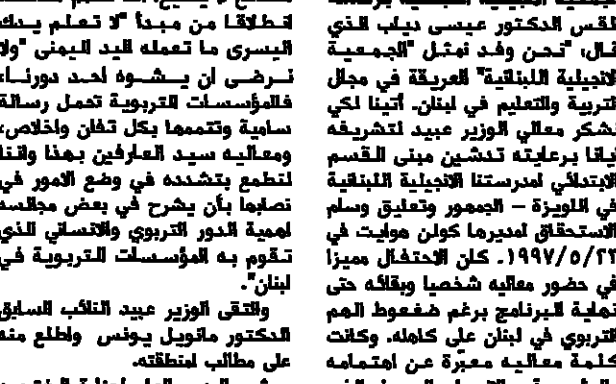 للقس الدكتور عيسى دياب الذي
قال، "نحن وفد نمثل "الجمعية
الانجيلية اللبنانية" العريقة في مجال
التربية والتعليم في لبنان. أتينا لكي
نشكر معالي الوزير عبيد لتشريفه
ايانا برعايته تدشين مبنى القسم
الابتدائي لمدرستنا الانجيلية اللبنانية
في اللويزة – الجمهور وتعليق وسام
الاستحقاق لمديرها كولن هوايت في
١٩٩٧/٥/٢٢. كان الاحتفال مميزا
في حضور معاليه شخصيا وبقائه حتى
نهاية البرنامج برغم ضغوط الهم
التربوي في لبنان على كاهله. وكانت
كلمة معاليه معبّرة عن اهتمامه
انطلاقا من مبدأ "لا تعلم يدك
اليسرى ما تعمله اليد اليمنى "ولا
نرضى ان يشوه احد دورنا،
فالمؤسسات التربوية تحمل رسالة
سامية وتتممها بكل تفان واخلاص،
ومعاليه سيد العارفين بهذا واننا
لنطمع بتشدده في وضع الامور في
نصابها بأن يشرح في بعض مجالسه
اهمية الدور التربوي والانساني الذي
تقوم به المؤسسات التربوية في
لبنان".
والتقى الوزير عبيد النائب السابق
الدكتور مانويل يونس واطلع منه
على مطالب لمنطقته.